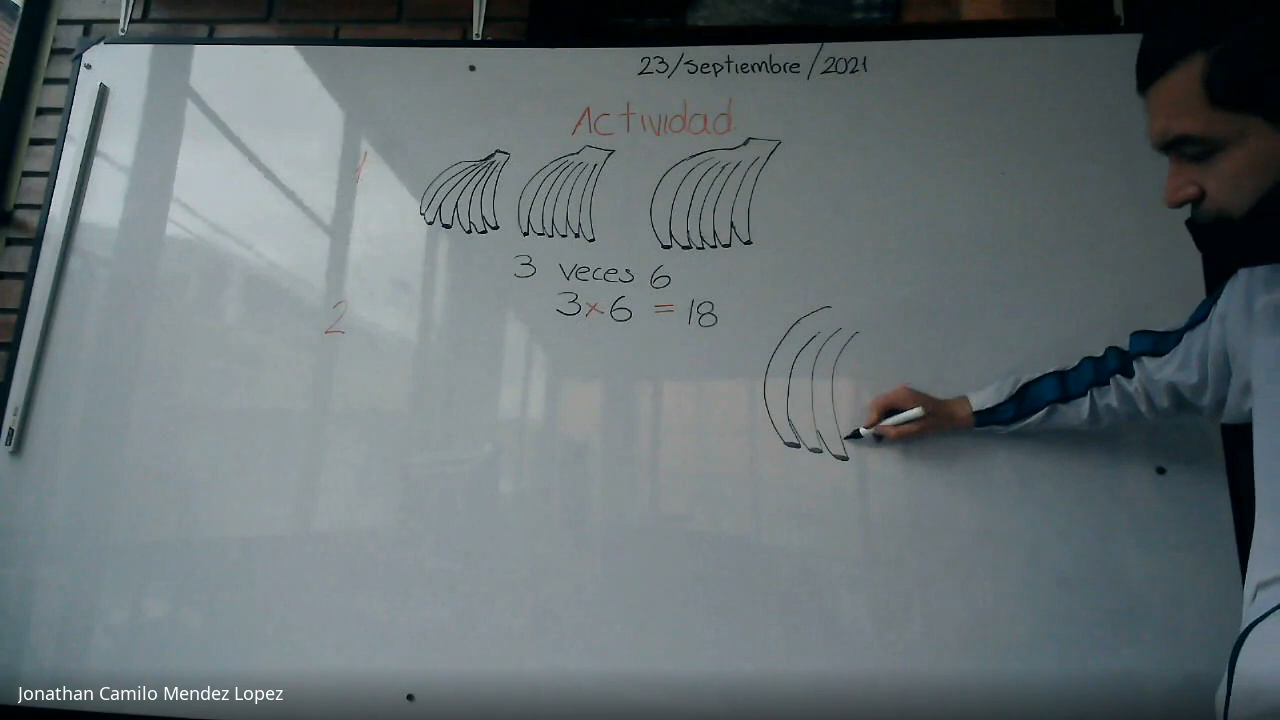 23/Septiembre/2021
Actividad
1
3 veces 6
3x6 = 18
2
Jonathan Camilo Mendez Lopez